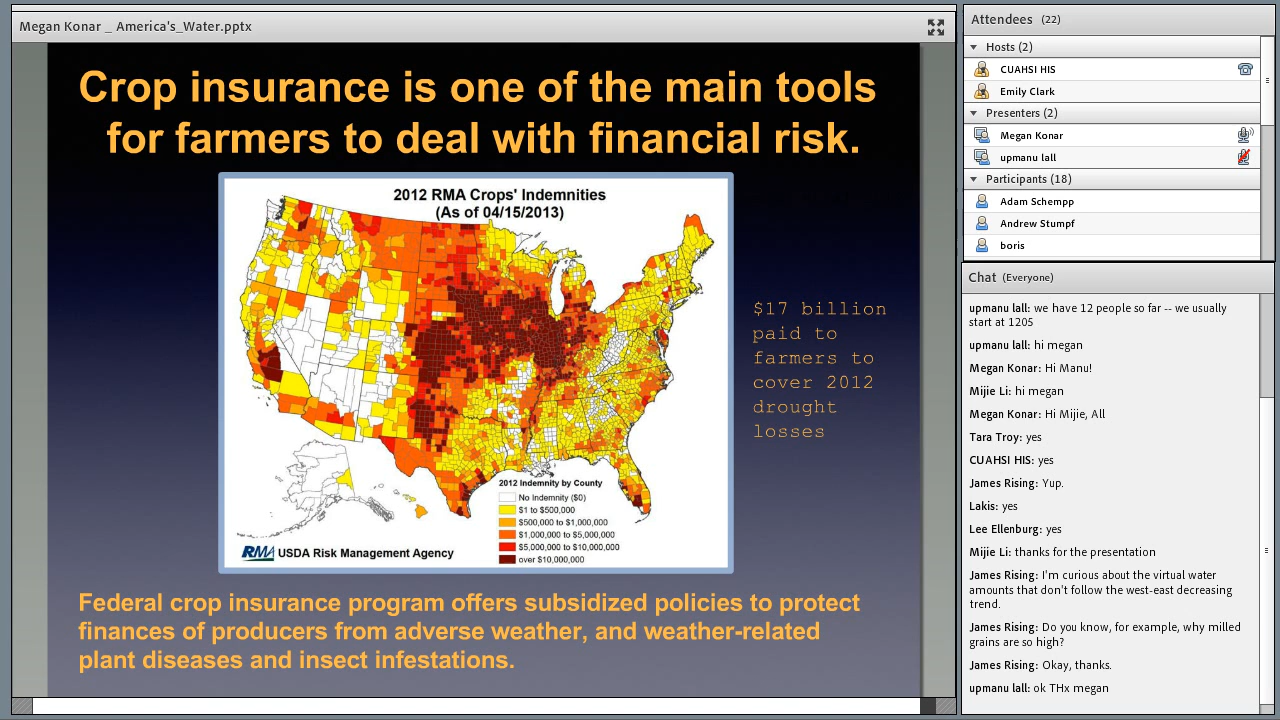 Megan Konar _ America's_Water.pptx
Crop insurance is one of the main tools
for farmers to deal with financial risk.
2012 RMA Crops' Indemnities
(As of 04/15/2013)
2012 Indemnity by County
No Indemnity ($0)
$1 to $500,000
$500,000 to $1,000,000
$1,000,000 to $5,000,000
$5,000,000 to $10,000,000
over $10,000,000
RMA USDA Risk Management Agency
$17 billion
paid to
farmers to
cover 2012
drought
losses
Federal crop insurance program offers subsidized policies to protect
finances of producers from adverse weather, and weather-related
plant diseases and insect infestations.
Attendees (22)
Hosts (2)
CUAHSI HIS
Emily Clark
Presenters (2)
Megan Konar
upmanu lall
Participants (18)
Adam Schempp
Andrew Stumpf
boris
Chat (Everyone)
upmanu lall: we have 12 people so far -- we usually
start at 1205
upmanu lall: hi megan
Megan Konar: Hi Manu!
Mijie Li: hi megan
Megan Konar: Hi Mijie, All
Tara Troy: yes
CUAHSI HIS: yes
James Rising: Yup.
Lakis: yes
Lee Ellenburg: yes
Mijie Li: thanks for the presentation
James Rising: I'm curious about the virtual water
amounts that don't follow the west-east decreasing
trend.
James Rising: Do you know, for example, why milled
grains are so high?
James Rising: Okay, thanks.
upmanu lall: ok THx megan